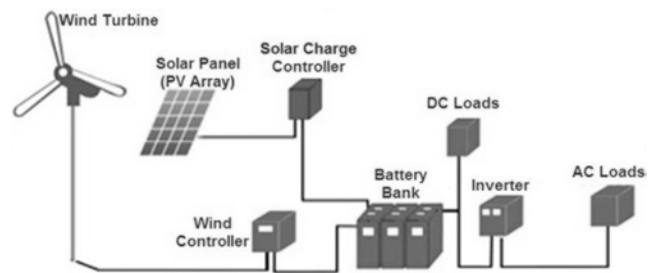 Wind Turbine
Solar Panel
(PV Array)
Solar Charge
Controller
DC Loads
Battery
Bank
Inverter
AC Loads
Wind
Controller